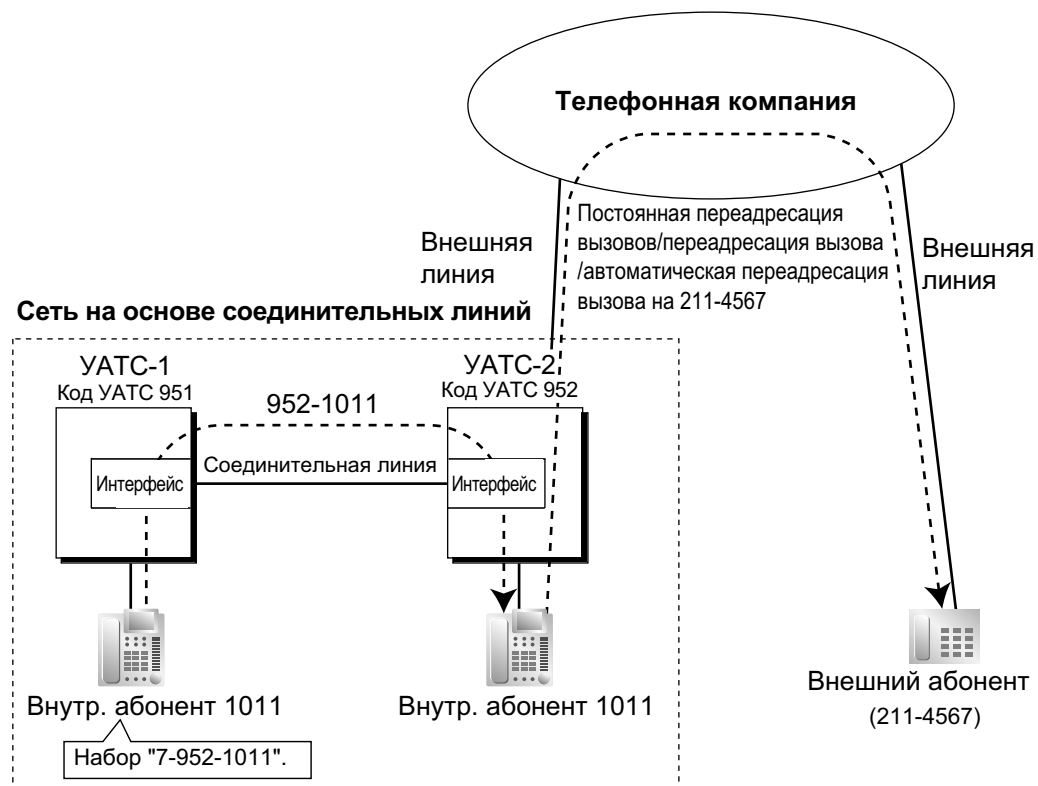 Телефонная компания
Постоянная переадресация
вызовов/переадресация вызова
/автоматическая переадресация
вызова на 211-4567
Внешняя
линия
Внешняя
линия
Сеть на основе соединительных линий
УАТС-1
Код УАТС 951
УАТС-2
Код УАТС 952
952-1011
Соединительная линия
Интерфейс
Интерфейс
Внутр. абонент 1011
Внутр. абонент 1011
Внешний абонент
(211-4567)
Набор "7-952-1011".